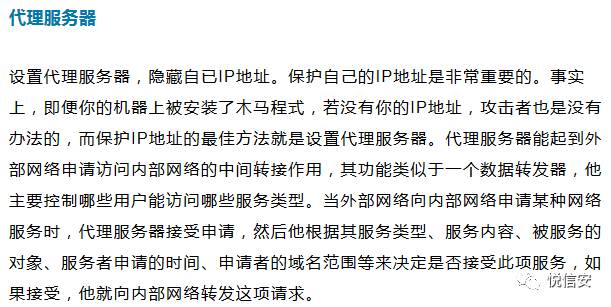 代理服务器
设置代理服务器，隐藏自已IP地址。保护自己的IP地址是非常重要的。事实
上，即便你的机器上被安装了木马程式，若没有你的IP地址，攻击者也是没有
办法的，而保护IP地址的最佳方法就是设置代理服务器。代理服务器能起到外
部网络申请访问内部网络的中间转接作用，其功能类似于一个数据转发器，他
主要控制哪些用户能访问哪些服务类型。当外部网络向内部网络申请某种网络
服务时，代理服务器接受申请，然后他根据其服务类型、服务内容、被服务的
对象、服务者申请的时间、申请者的域名范围等来决定是否接受此项服务，如
果接受，他就向内部网络转发这项请求。
悦信安